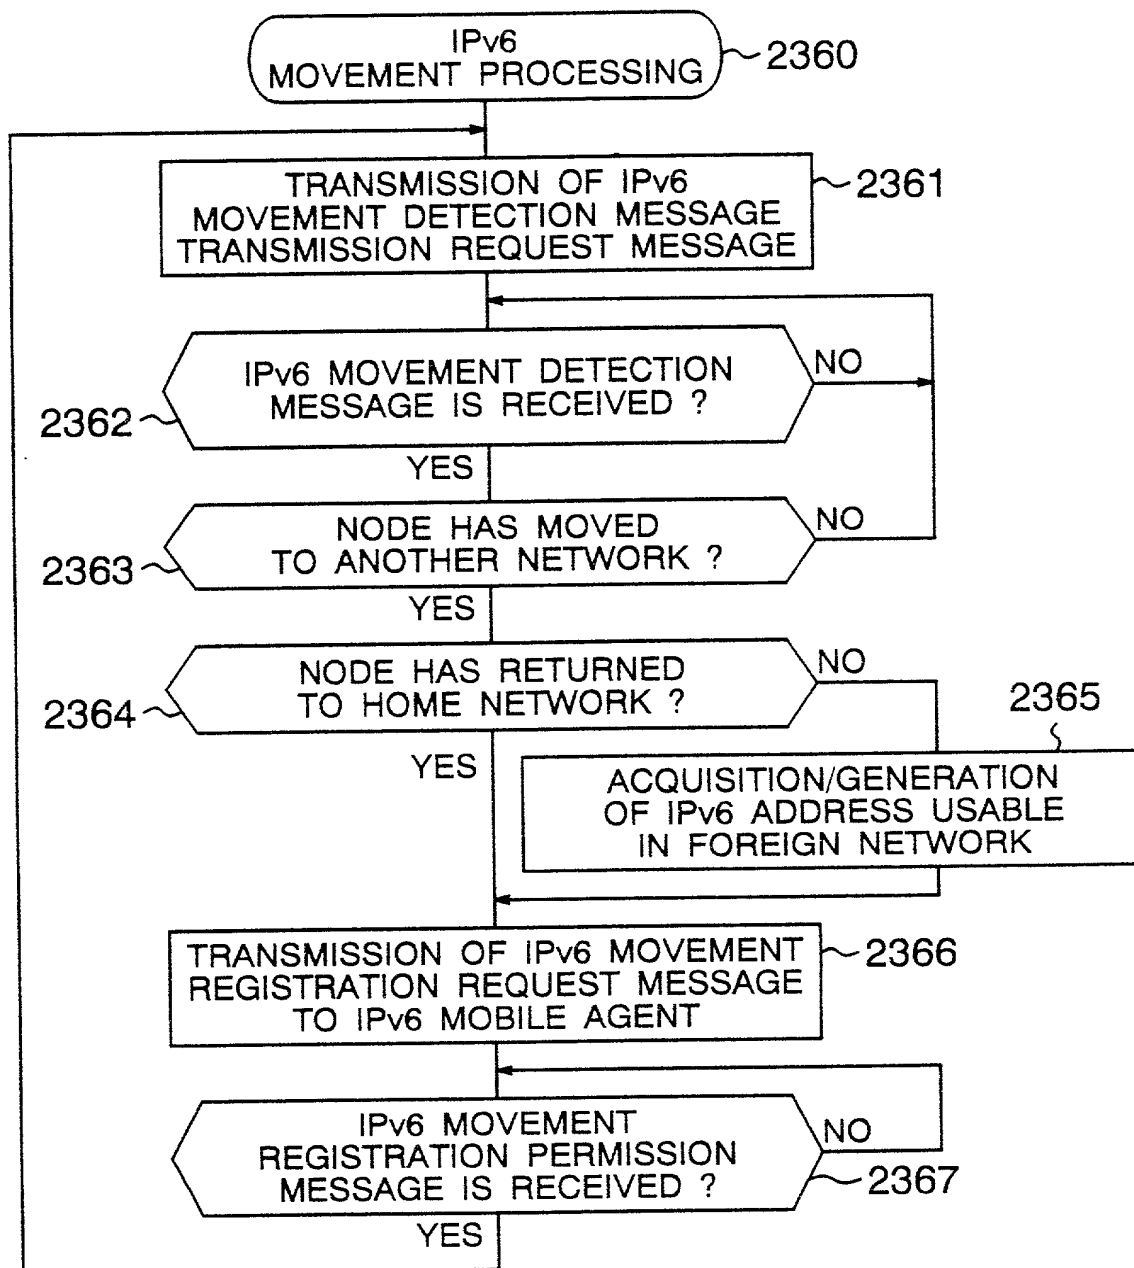 IPv6
MOVEMENT PROCESSING
2360
TRANSMISSION OF IPv6
MOVEMENT DETECTION MESSAGE
TRANSMISSION REQUEST MESSAGE
2361
IPv6 MOVEMENT DETECTION
MESSAGE IS RECEIVED ?
NO
2362
YES
NODE HAS MOVED
TO ANOTHER NETWORK ?
NO
2363
YES
NODE HAS RETURNED
TO HOME NETWORK ?
NO
2364
YES
2365
ACQUISITION/GENERATION
OF IPv6 ADDRESS USABLE
IN FOREIGN NETWORK
TRANSMISSION OF IPv6 MOVEMENT
REGISTRATION REQUEST MESSAGE
TO IPv6 MOBILE AGENT
2366
IPv6 MOVEMENT
REGISTRATION PERMISSION
MESSAGE IS RECEIVED ?
NO
2367
YES